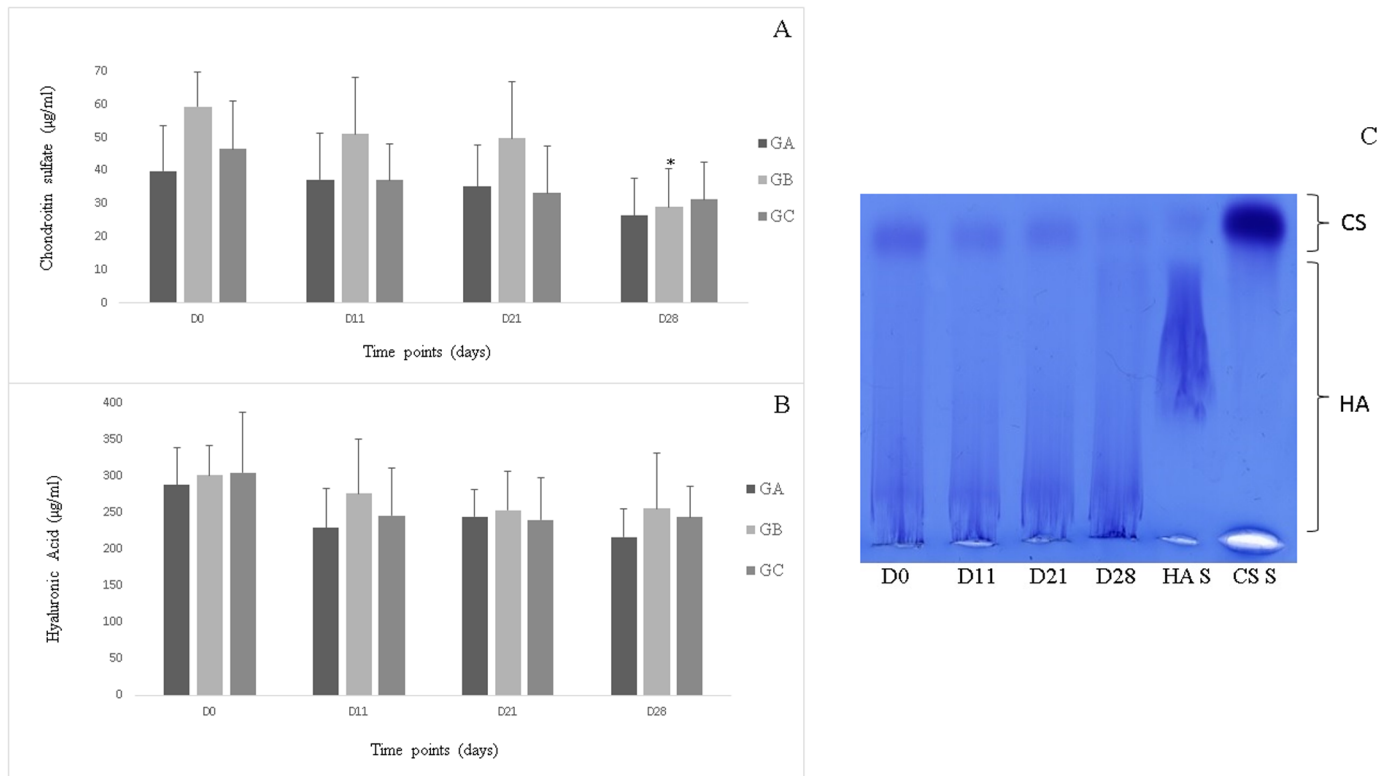 A
Chondroitin sulfate (µg/ml)
70
60
50
40
30
20
10
0
*
GA
GB
GC
D0 D11 D21 D28
Time points (days)
B
Hyaluronic Acid (µg/ml)
400
350
300
250
200
150
100
50
0
GA
GB
GC
D0 D11 D21 D28
Time points (days)
C
CS
HA
D0 D11 D21 D28 HA S CS S